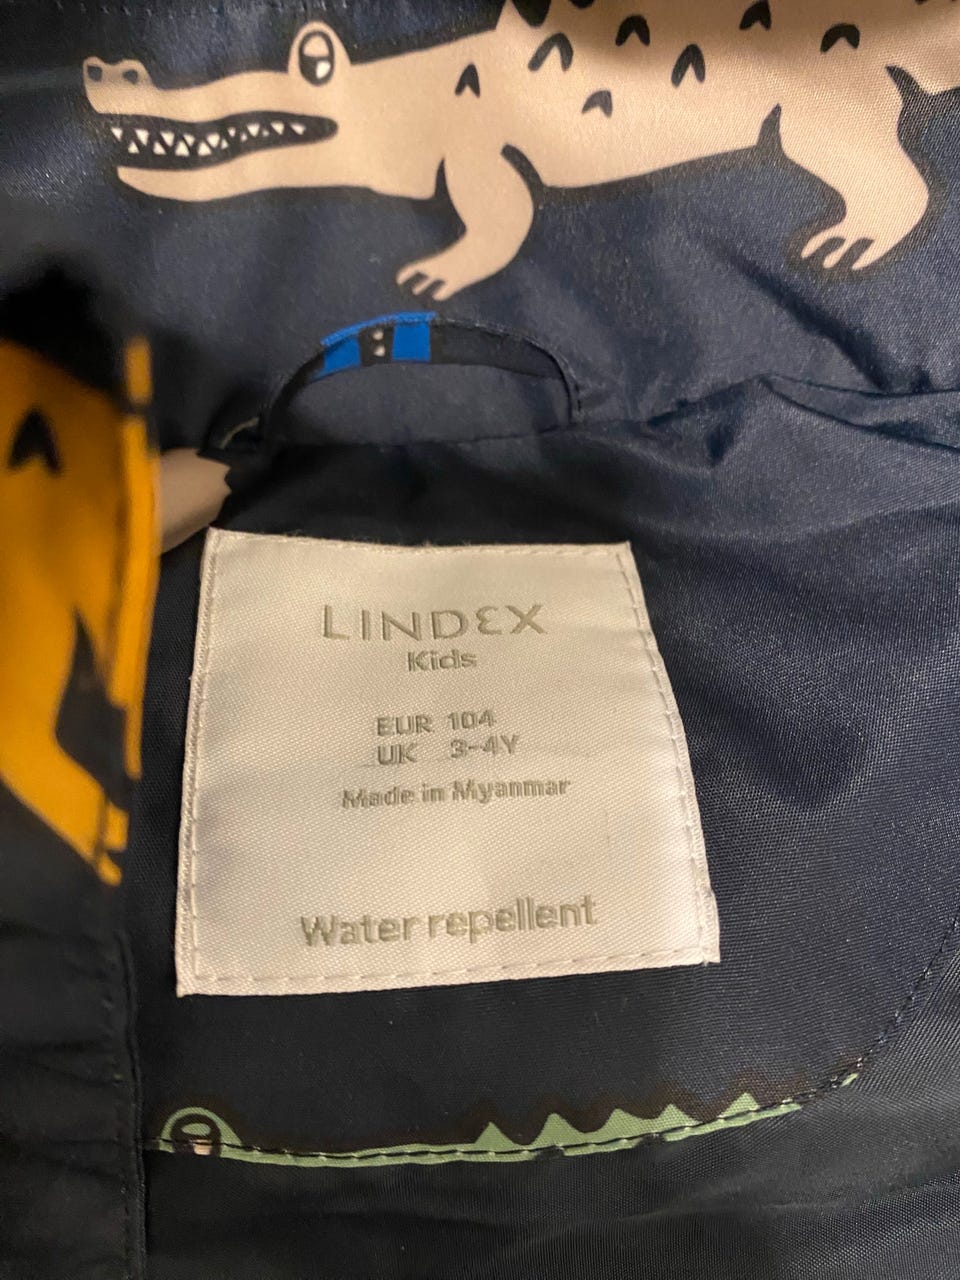 LINDEX
Kids
EUR 104
UK 3-4Y
Made in Myanmar
Water repellent